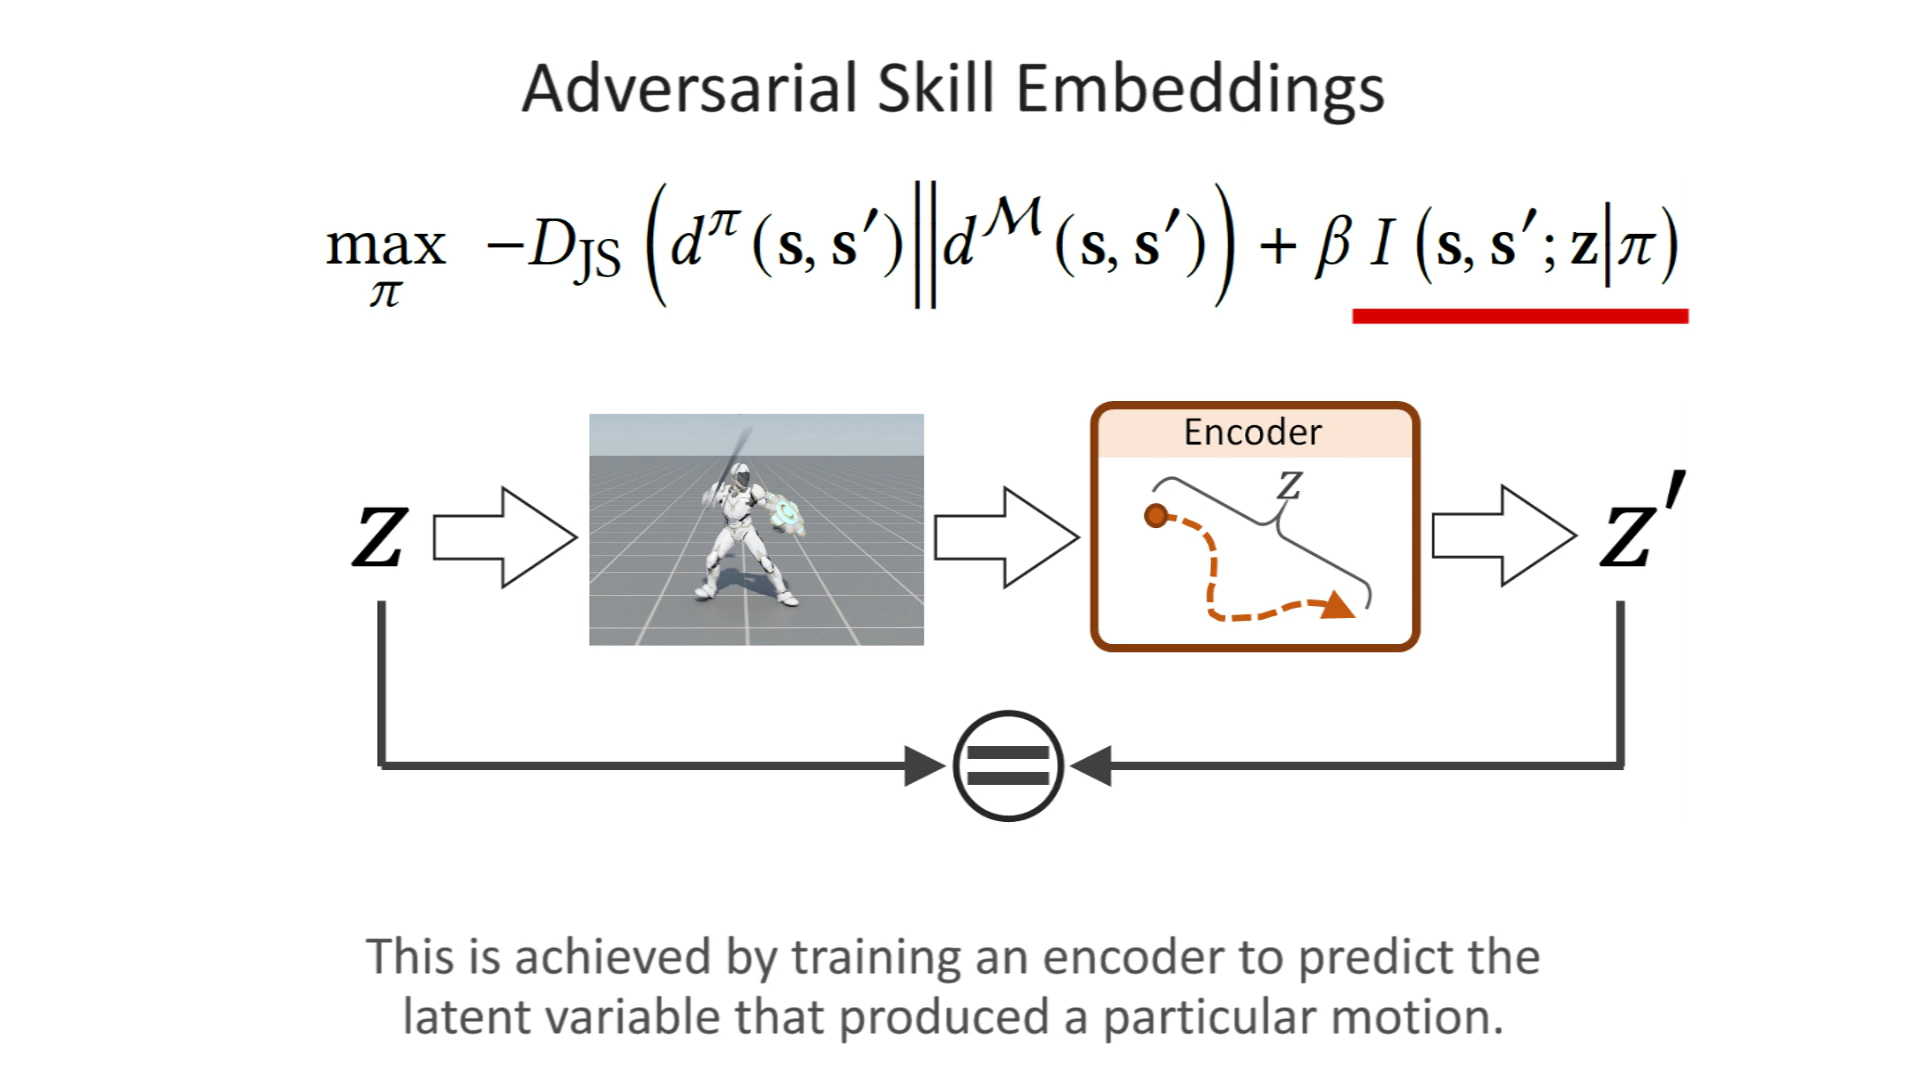 Adversarial Skill Embeddings
max −D_JS (d^π(s, s′) || d^ℳ(s, s′)) + β I (s, s′; z|π)
π
Encoder
z
z
z′
This is achieved by training an encoder to predict the
latent variable that produced a particular motion.